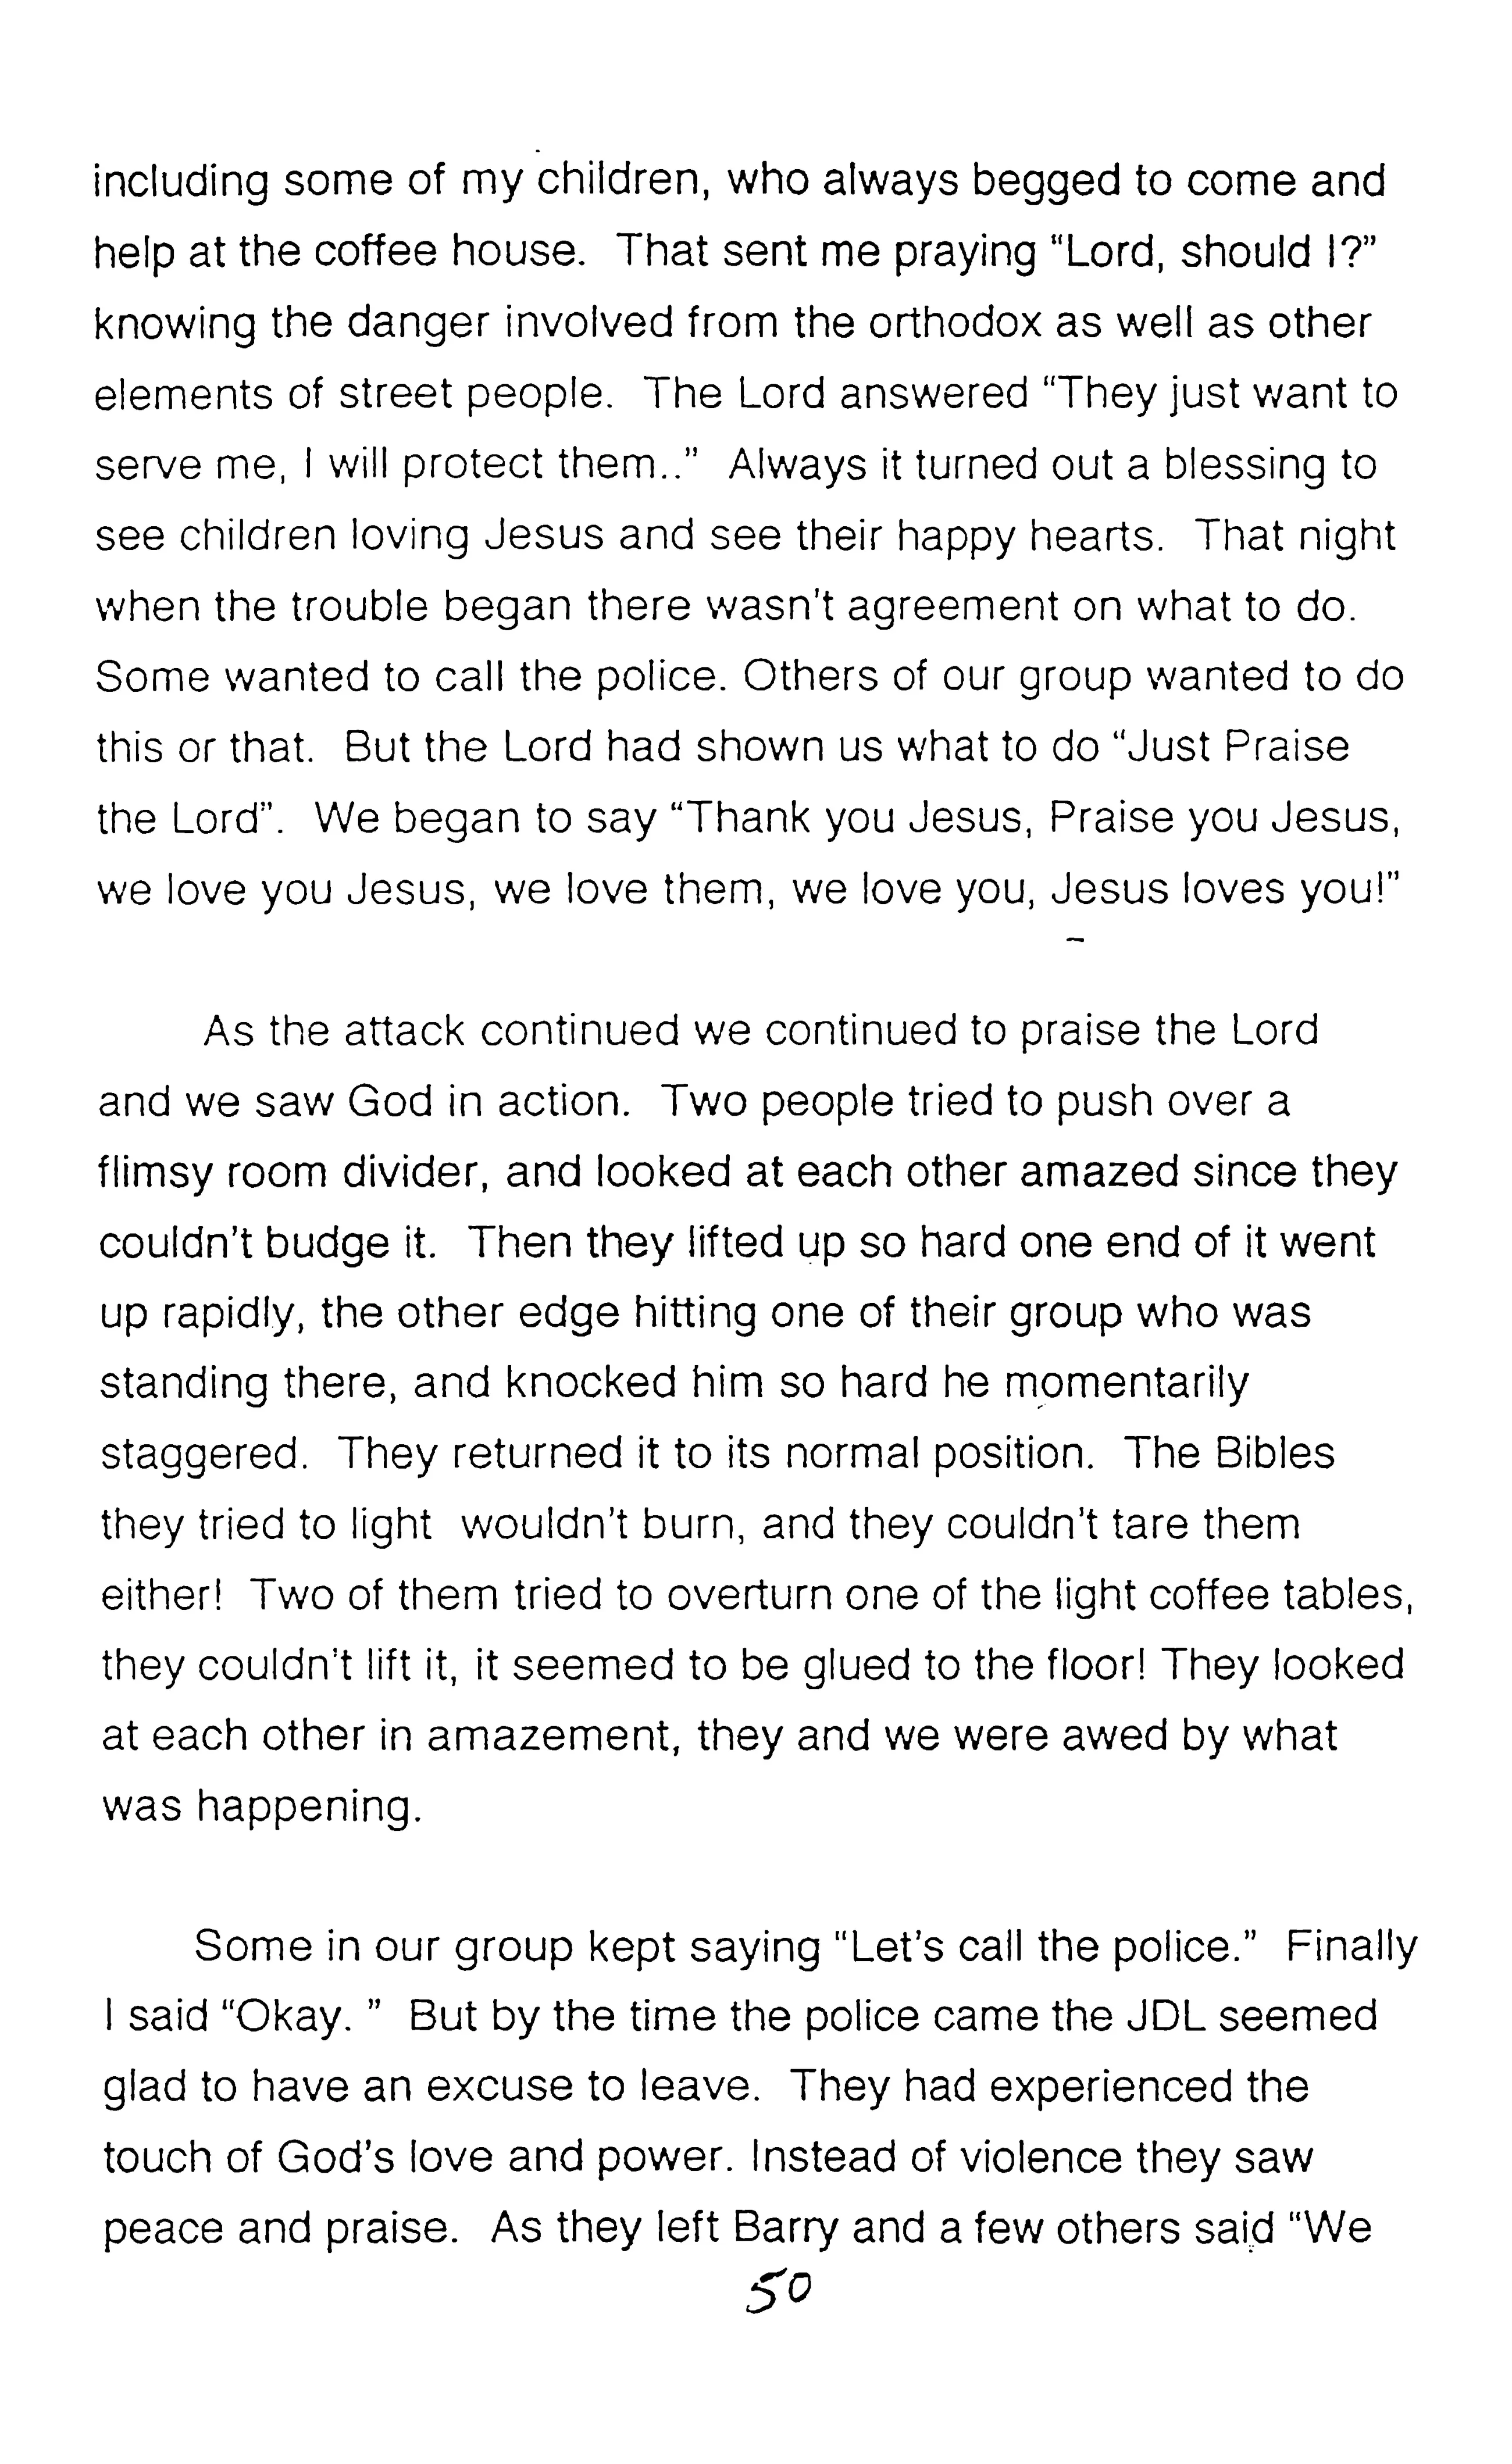 including some of my children, who always begged to come and
help at the coffee house.  That sent me praying “Lord, should I?”
knowing the danger involved from the orthodox as well as other
elements of street people.  The Lord answered “They just want to
serve me, I will protect them..”  Always it turned out a blessing to
see children loving Jesus and see their happy hearts.  That night
when the trouble began there wasn't agreement on what to do.
Some wanted to call the police. Others of our group wanted to do
this or that.  But the Lord had shown us what to do “Just Praise
the Lord”.  We began to say “Thank you Jesus, Praise you Jesus,
we love you Jesus, we love them, we love you, Jesus loves you!”
As the attack continued we continued to praise the Lord
and we saw God in action.  Two people tried to push over a
flimsy room divider, and looked at each other amazed since they
couldn't budge it.  Then they lifted up so hard one end of it went
up rapidly, the other edge hitting one of their group who was
standing there, and knocked him so hard he momentarily
staggered.  They returned it to its normal position.  The Bibles
they tried to light  wouldn't burn, and they couldn't tare them
either!  Two of them tried to overturn one of the light coffee tables,
they couldn't lift it, it seemed to be glued to the floor! They looked
at each other in amazement, they and we were awed by what
was happening.
Some in our group kept saying “Let's call the police.”  Finally
I said “Okay. ”  But by the time the police came the JDL seemed
glad to have an excuse to leave.  They had experienced the
touch of God's love and power. Instead of violence they saw
peace and praise.  As they left Barry and a few others said “We
50